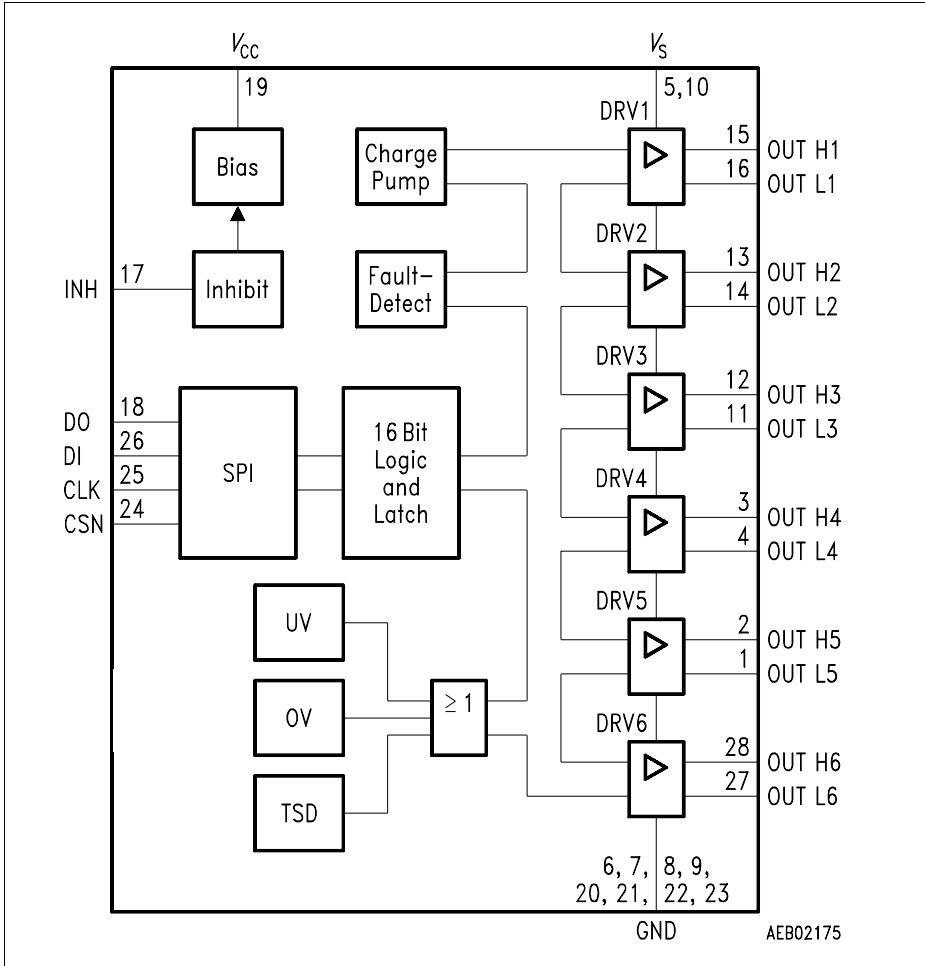 VCC
VS
19
5,10
DRV1
Bias
Charge
Pump
15
OUT H1
16
OUT L1
DRV2
INH
17
Inhibit
Fault-
Detect
13
OUT H2
14
OUT L2
DRV3
12
OUT H3
11
OUT L3
DO
18
DI
26
CLK
25
CSN
24
SPI
16 Bit
Logic
and
Latch
DRV4
3
OUT H4
4
OUT L4
DRV5
UV
2
OUT H5
1
OUT L5
OV
≥ 1
DRV6
TSD
28
OUT H6
27
OUT L6
6, 7, 8, 9,
20, 21, 22, 23
GND
AEB02175